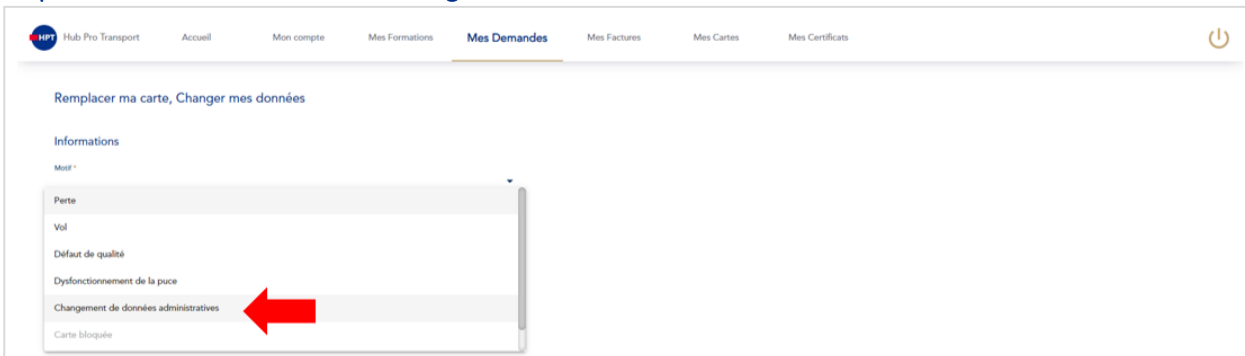 HPT Hub Pro Transport Accueil Mon compte Mes Formations Mes Demandes Mes Factures Mes Cartes Mes Certificats
Remplacer ma carte, Changer mes données
Informations
Motif *
Perte
Vol
Défaut de qualité
Dysfonctionnement de la puce
Changement de données administratives
Carte bloquée